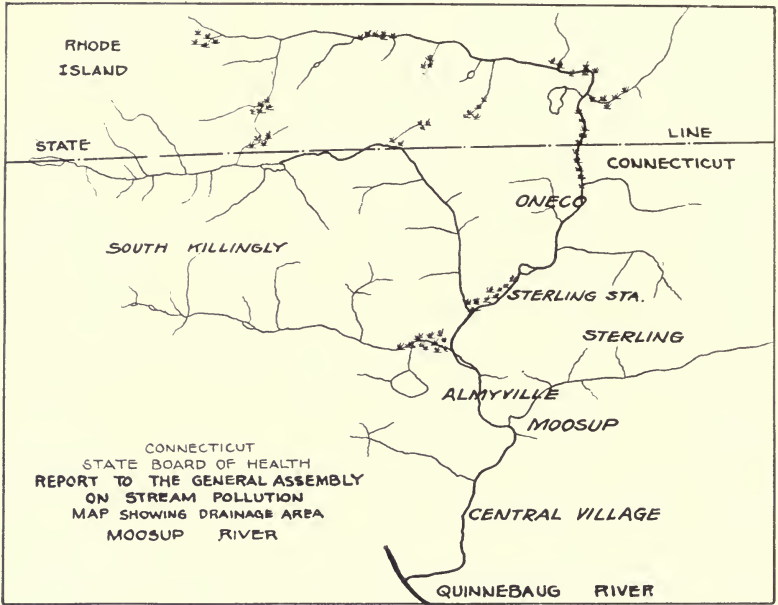 RHODE
ISLAND
STATE LINE
CONNECTICUT
ONECO
SOUTH KILLINGLY
STERLING STA.
STERLING
ALMYVILLE
MOOSUP
CONNECTICUT
STATE BOARD OF HEALTH
REPORT TO THE GENERAL ASSEMBLY
ON STREAM POLLUTION
MAP SHOWING DRAINAGE AREA
MOOSUP RIVER
CENTRAL VILLAGE
QUINNEBAUG RIVER